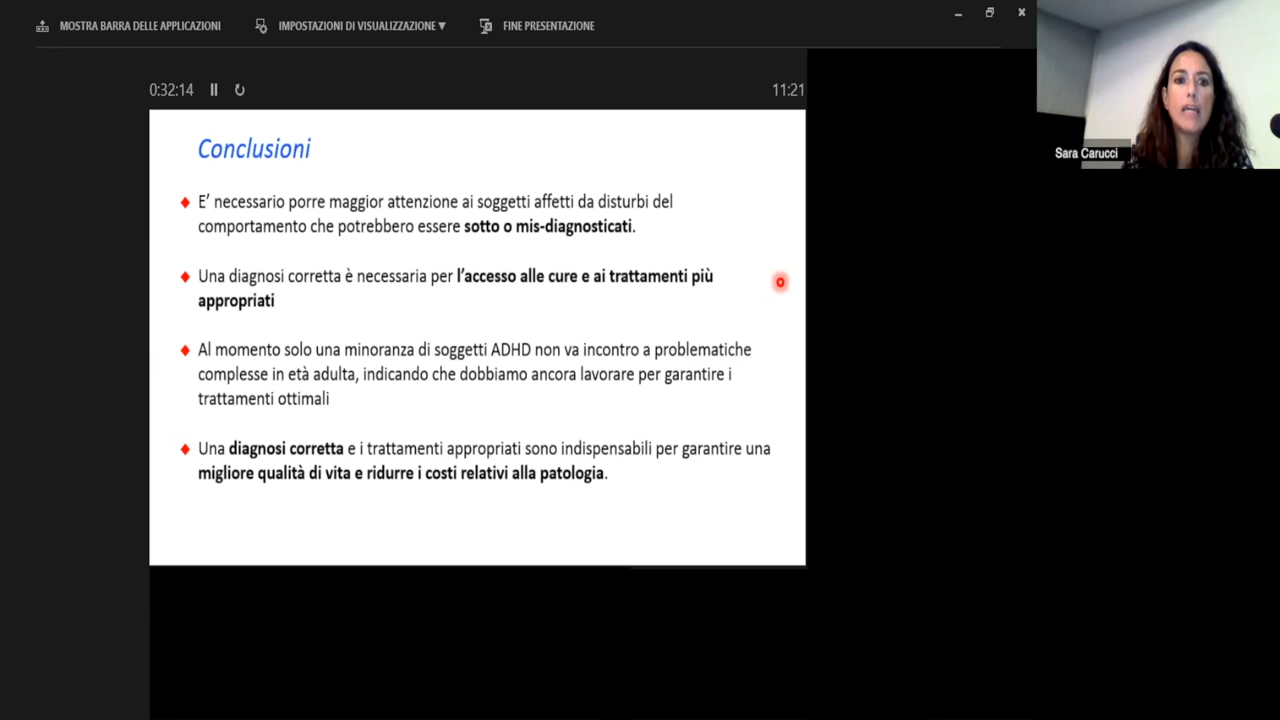 MOSTRA BARRA DELLE APPLICAZIONI
IMPOSTAZIONI DI VISUALIZZAZIONE
FINE PRESENTAZIONE
0:32:14
11:21
Sara Carucci
Conclusioni
E' necessario porre maggior attenzione ai soggetti affetti da disturbi del
comportamento che potrebbero essere sotto o mis-diagnosticati.
Una diagnosi corretta è necessaria per l'accesso alle cure e ai trattamenti più
appropriati
Al momento solo una minoranza di soggetti ADHD non va incontro a problematiche
complesse in età adulta, indicando che dobbiamo ancora lavorare per garantire i
trattamenti ottimali
Una diagnosi corretta e i trattamenti appropriati sono indispensabili per garantire una
migliore qualità di vita e ridurre i costi relativi alla patologia.